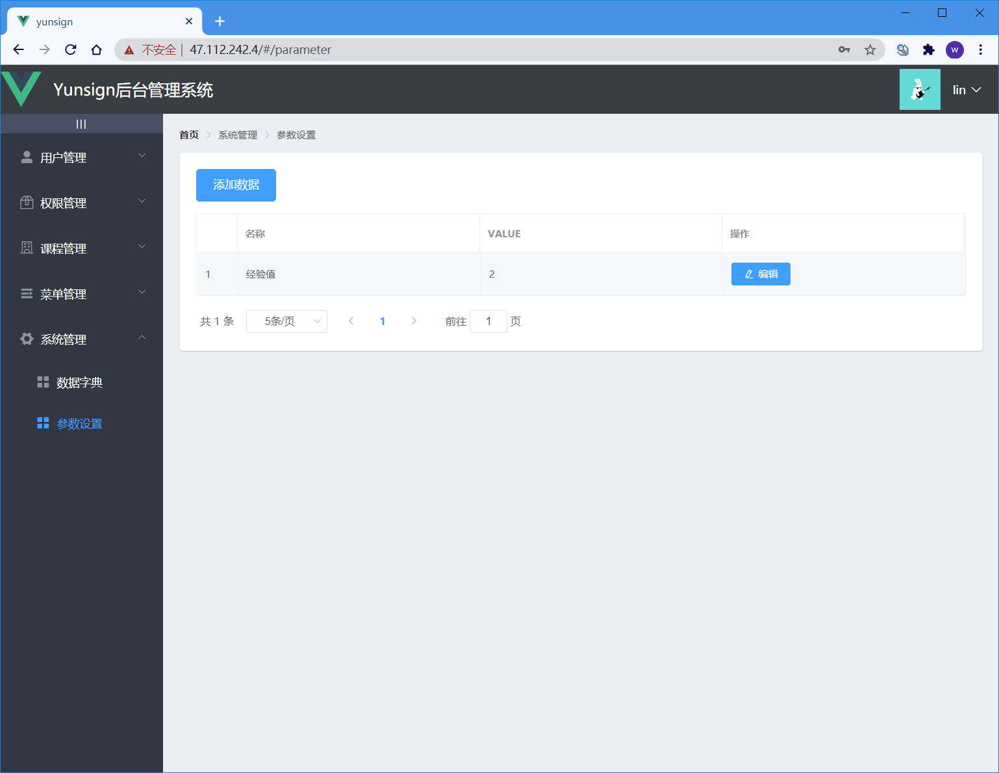 yunsign
不安全 | 47.112.242.4/#/parameter
W
Yunsign后台管理系统
lin
用户管理
权限管理
课程管理
菜单管理
系统管理
数据字典
参数设置
首页 系统管理 参数设置
添加数据
名称 VALUE 操作
1 经验值 2 编辑
共 1 条 5条/页 1 前往 1 页